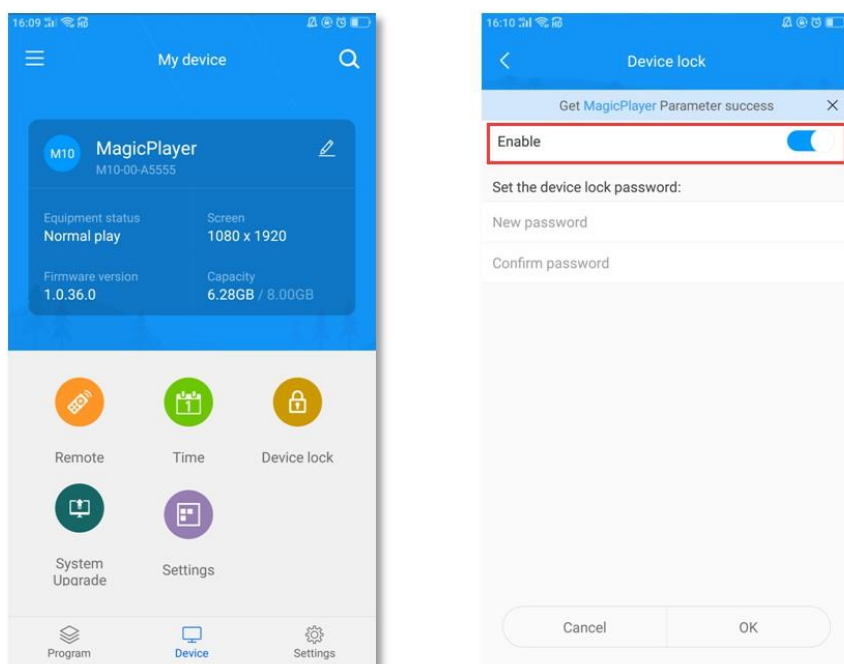 16:09
My device
M10
MagicPlayer
M10-00-A5555
Equipment status
Normal play
Screen
1080 x 1920
Firmware version
1.0.36.0
Capacity
6.28GB / 8.00GB
1
Remote
Time
Device lock
System
Upgrade
Settings
Program
Device
Settings
16:10
Device lock
Get MagicPlayer Parameter success
Enable
Set the device lock password:
New password
Confirm password
Cancel
OK